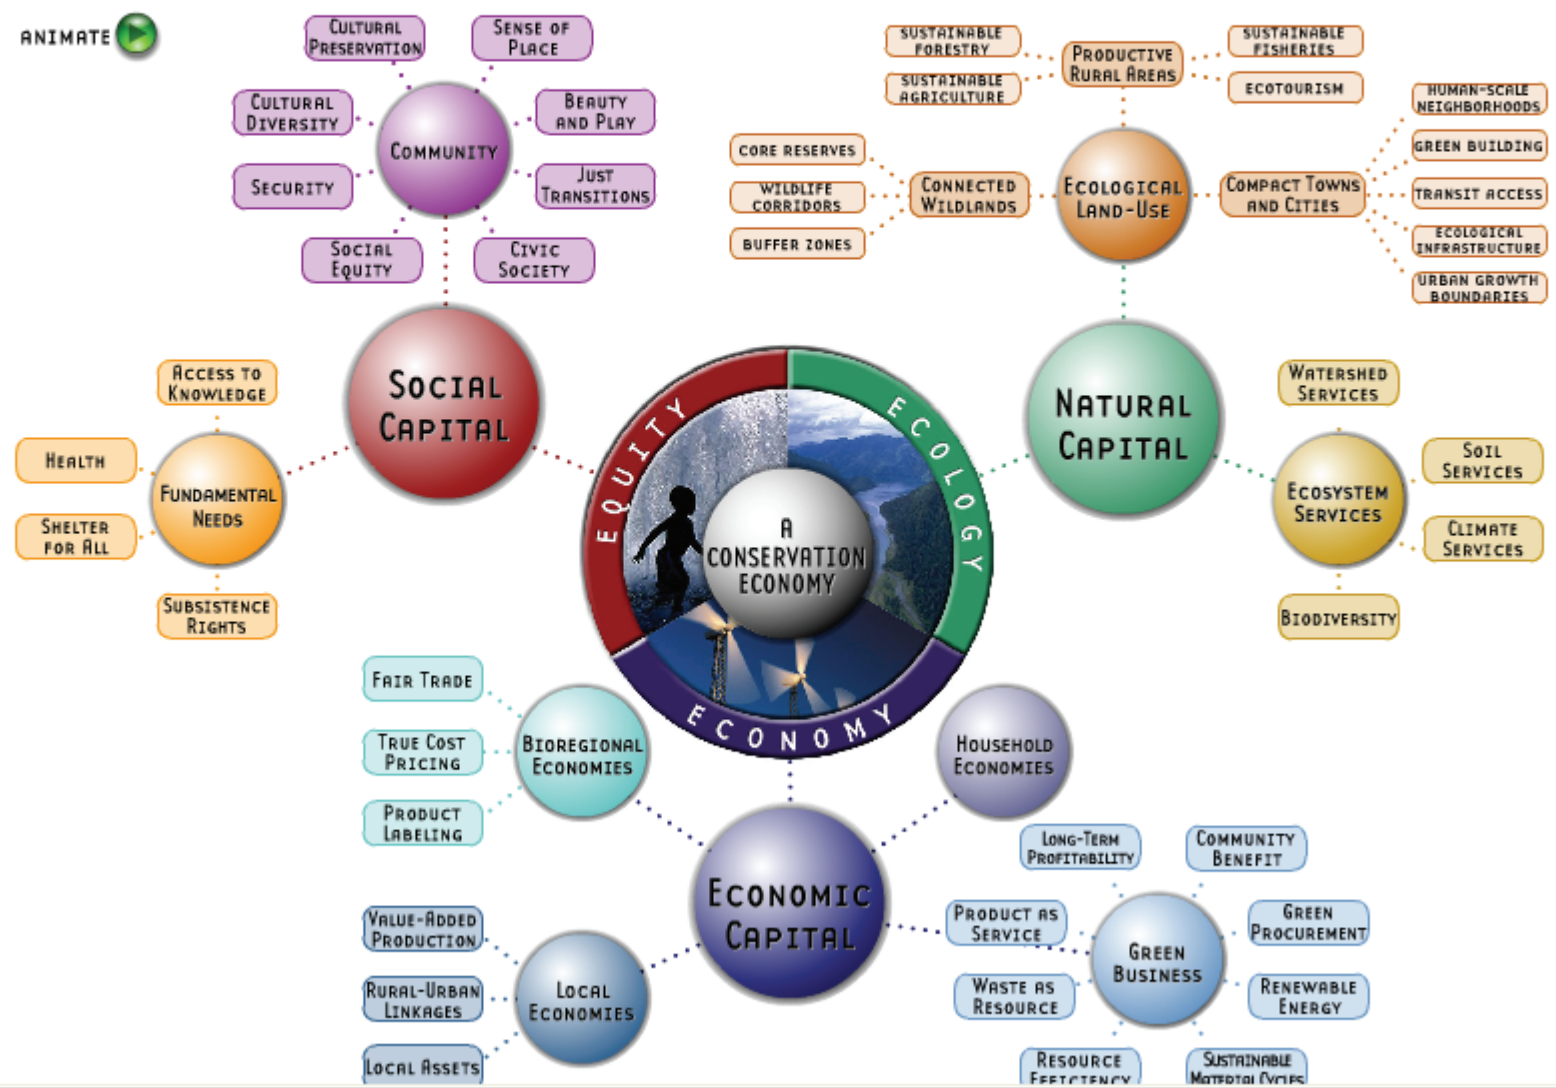 ANIMATE
CULTURAL
PRESERVATION
SENSE OF
PLACE
CULTURAL
DIVERSITY
BEAUTY
AND PLAY
COMMUNITY
SECURITY
JUST
TRANSITIONS
SOCIAL
EQUITY
CIVIC
SOCIETY
SUSTAINABLE
FORESTRY
PRODUCTIVE
RURAL AREAS
SUSTAINABLE
FISHERIES
SUSTAINABLE
AGRICULTURE
ECOTOURISM
HUMAN-SCALE
NEIGHBORHOODS
CORE RESERVES
GREEN BUILDING
WILDLIFE
CORRIDORS
CONNECTED
WILDLANDS
ECOLOGICAL
LAND-USE
COMPACT TOWNS
AND CITIES
TRANSIT ACCESS
BUFFER ZONES
ECOLOGICAL
INFRASTRUCTURE
URBAN GROWTH
BOUNDARIES
SOCIAL
CAPITAL
NATURAL
CAPITAL
ACCESS TO
KNOWLEDGE
HEALTH
FUNDAMENTAL
NEEDS
SHELTER
FOR ALL
SUBSISTENCE
RIGHTS
WATERSHED
SERVICES
SOIL
SERVICES
ECOSYSTEM
SERVICES
CLIMATE
SERVICES
BIODIVERSITY
EQUITY
ECOLOGY
A
CONSERVATION
ECONOMY
ECONOMY
FAIR TRADE
TRUE COST
PRICING
BIOREGIONAL
ECONOMIES
PRODUCT
LABELING
HOUSEHOLD
ECONOMIES
ECONOMIC
CAPITAL
LONG-TERM
PROFITABILITY
COMMUNITY
BENEFIT
PRODUCT AS
SERVICE
GREEN
PROCUREMENT
GREEN
BUSINESS
WASTE AS
RESOURCE
RENEWABLE
ENERGY
RESOURCE
EFFICIENCY
SUSTAINABLE
MATERIAL CYCLES
VALUE-ADDED
PRODUCTION
RURAL-URBAN
LINKAGES
LOCAL
ECONOMIES
LOCAL ASSETS